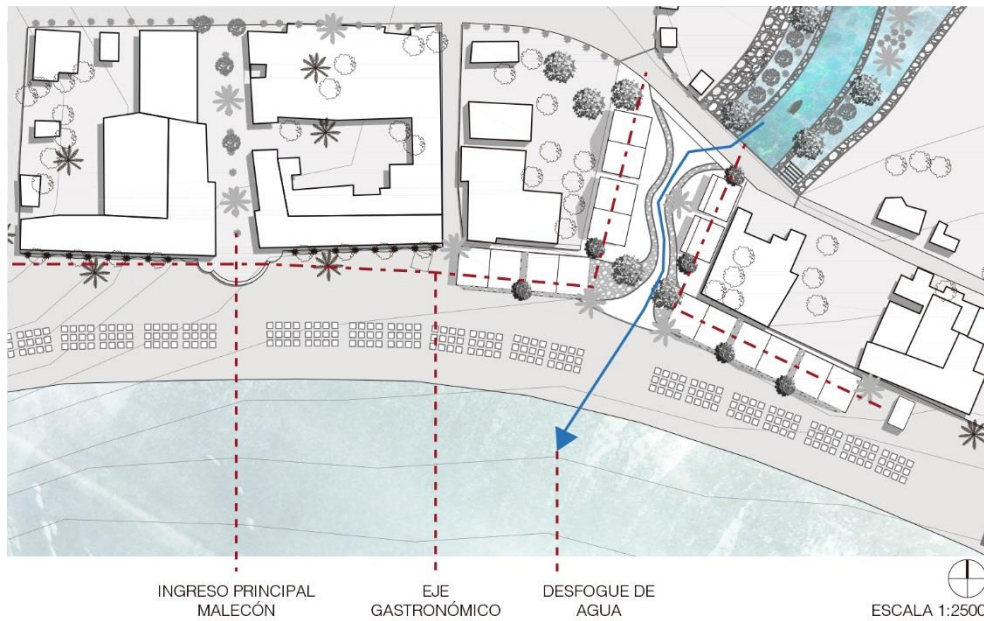 INGRESO PRINCIPAL
MALECÓN
EJE
GASTRONÓMICO
DESFOGUE DE
AGUA
ESCALA 1:2500